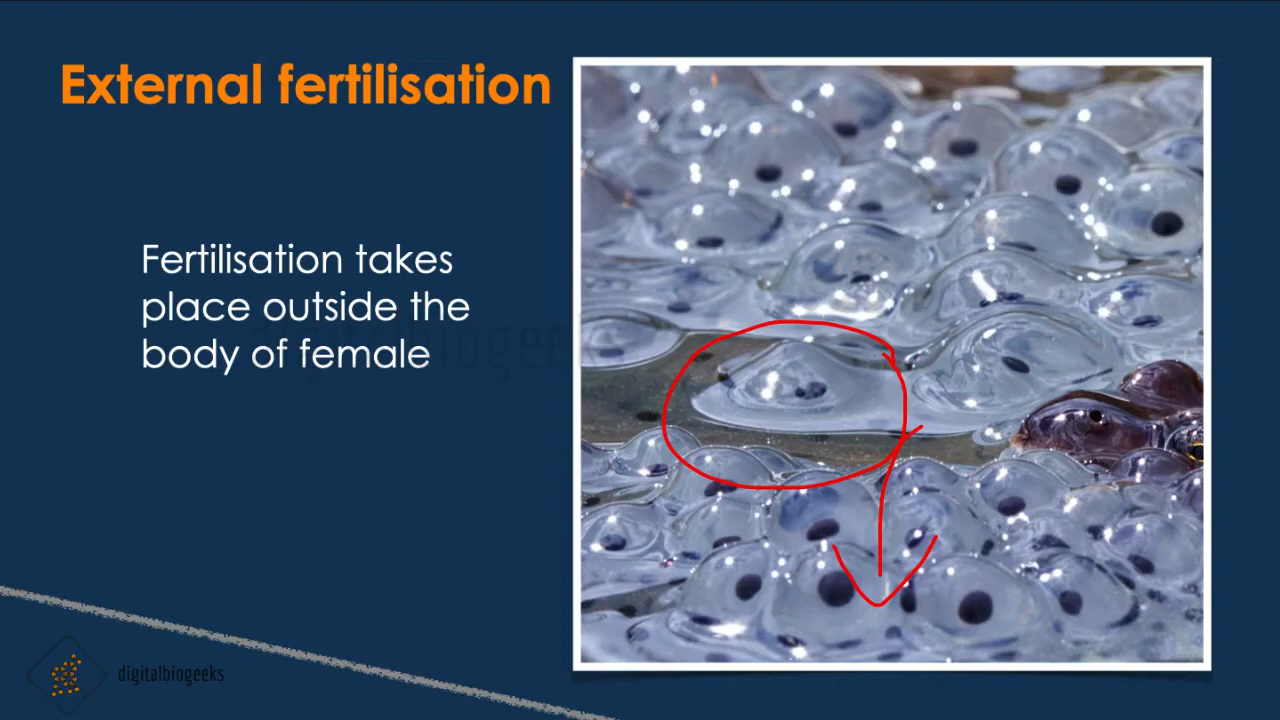 External fertilisation
Fertilisation takes
place outside the
body of female
digitalbiogeeks